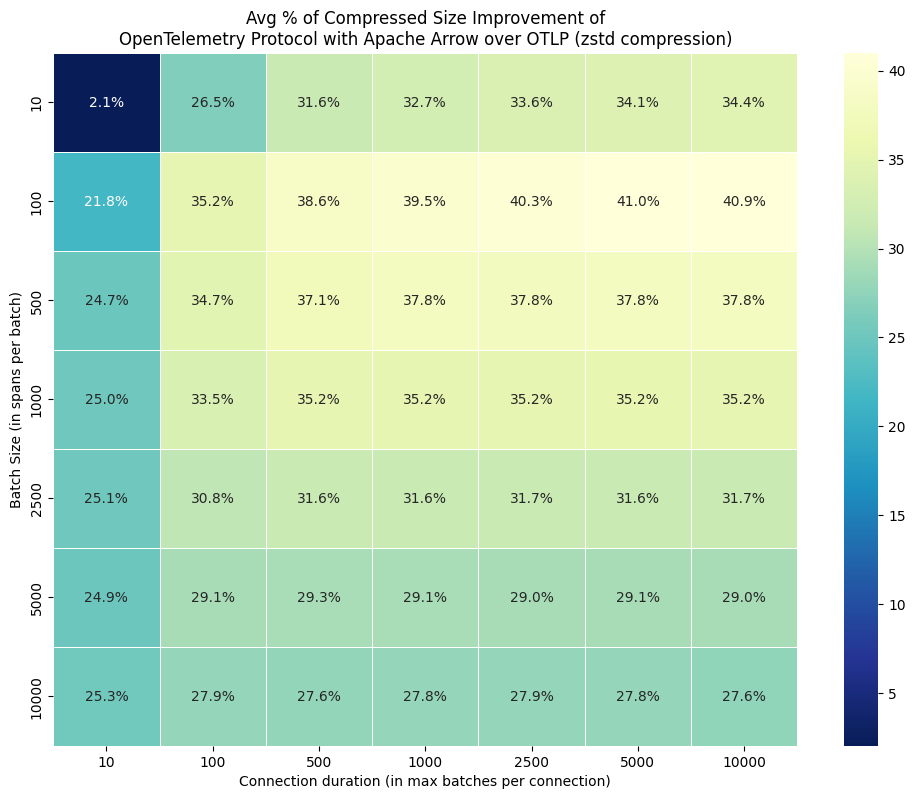 Avg % of Compressed Size Improvement of
OpenTelemetry Protocol with Apache Arrow over OTLP (zstd compression)
Batch Size (in spans per batch)
10 2.1% 26.5% 31.6% 32.7% 33.6% 34.1% 34.4%
100 21.8% 35.2% 38.6% 39.5% 40.3% 41.0% 40.9%
500 24.7% 34.7% 37.1% 37.8% 37.8% 37.8% 37.8%
1000 25.0% 33.5% 35.2% 35.2% 35.2% 35.2% 35.2%
2500 25.1% 30.8% 31.6% 31.6% 31.7% 31.6% 31.7%
5000 24.9% 29.1% 29.3% 29.1% 29.0% 29.1% 29.0%
10000 25.3% 27.9% 27.6% 27.8% 27.9% 27.8% 27.6%
10 100 500 1000 2500 5000 10000
Connection duration (in max batches per connection)
40
35
30
25
20
15
10
5